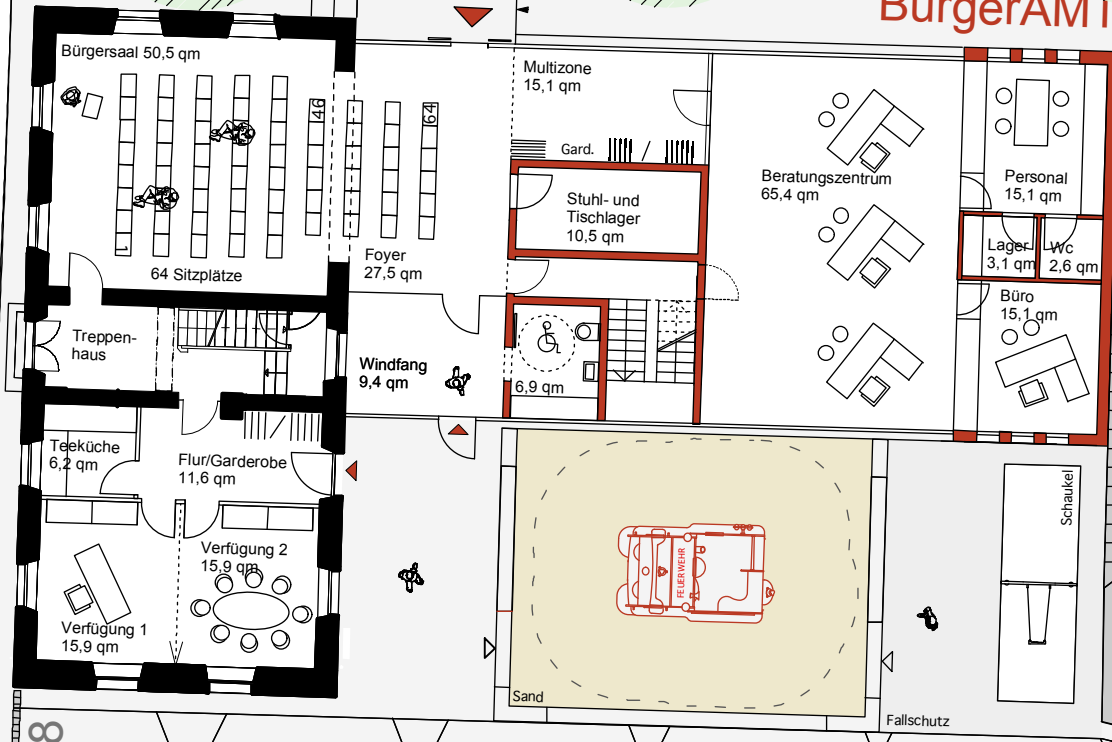 BürgerAMT
Bürgersaal 50,5 qm
46
64
1
64 Sitzplätze
Multizone
15,1 qm
Gard.
/
Stuhl- und
Tischlager
10,5 qm
Foyer
27,5 qm
Beratungszentrum
65,4 qm
Personal
15,1 qm
Lager
3,1 qm
Wc
2,6 qm
Büro
15,1 qm
Treppen-
haus
Windfang
9,4 qm
6,9 qm
Teeküche
6,2 qm
Flur/Garderobe
11,6 qm
Verfügung 2
15,9 qm
Verfügung 1
15,9 qm
FEUERWEHR
Sand
Schaukel
Fallschutz
8